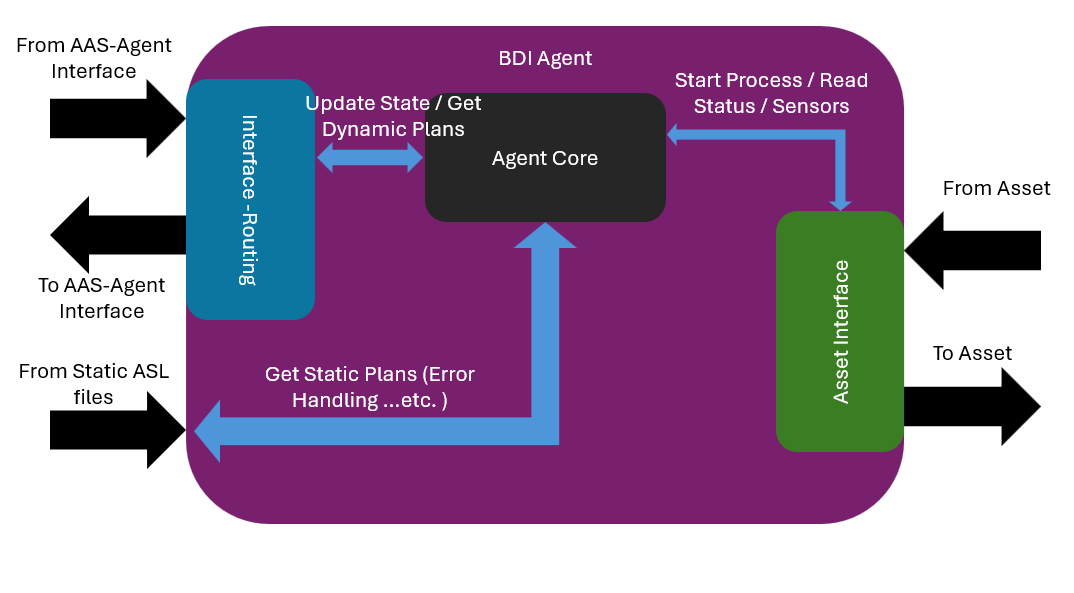 From AAS-Agent
Interface
BDI Agent
Start Process / Read
Status / Sensors
Update State / Get
Dynamic Plans
Interface -Routing
Agent Core
From Asset
To AAS-Agent
Interface
Asset Interface
To Asset
From Static ASL
files
Get Static Plans (Error
Handling ...etc. )